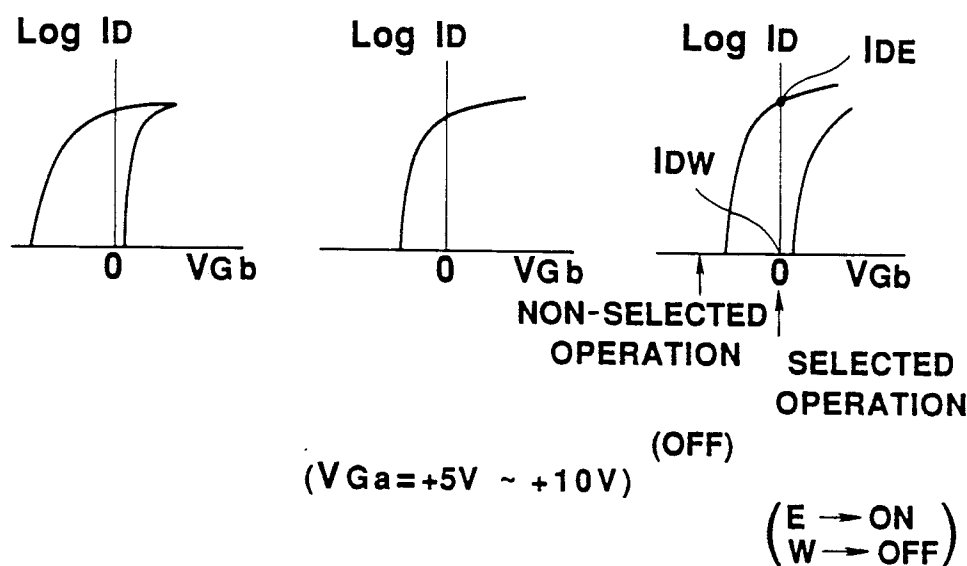 Log ID
Log ID
Log ID
IDE
IDW
0
VGb
0
VGb
0
VGb
NON-SELECTED
OPERATION
SELECTED
OPERATION
(OFF)
(VGa=+5V ~ +10V)
(E → ON
W → OFF)